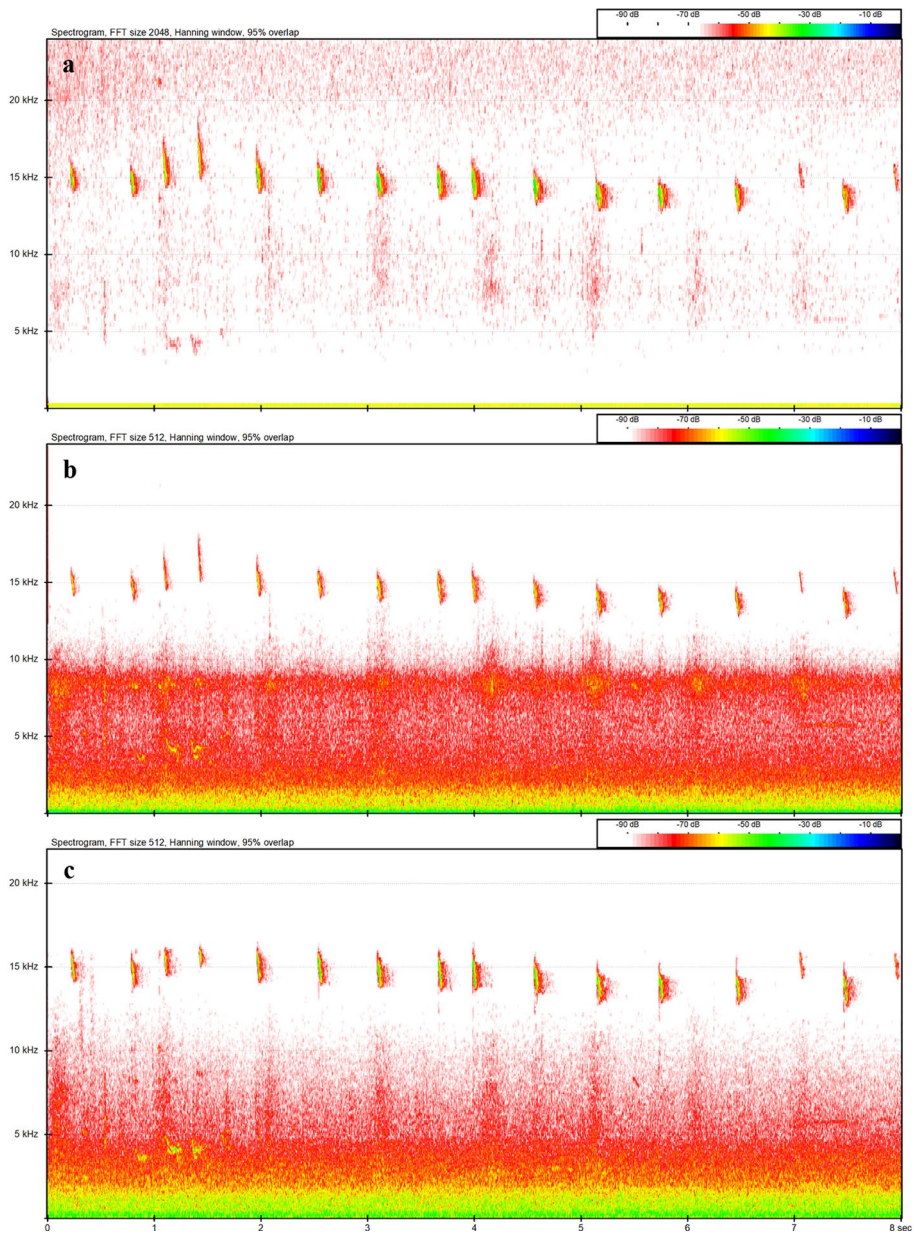 -90 dB -70 dB -50 dB -30 dB -10 dB
Spectrogram, FFT size 2048, Hanning window, 95% overlap
a
20 kHz
15 kHz
10 kHz
5 kHz
-90 dB -70 dB -50 dB -30 dB -10 dB
Spectrogram, FFT size 512, Hanning window, 95% overlap
b
20 kHz
15 kHz
10 kHz
5 kHz
-90 dB -70 dB -50 dB -30 dB -10 dB
Spectrogram, FFT size 512, Hanning window, 95% overlap
c
20 kHz
15 kHz
10 kHz
5 kHz
0 1 2 3 4 5 6 7 8 sec